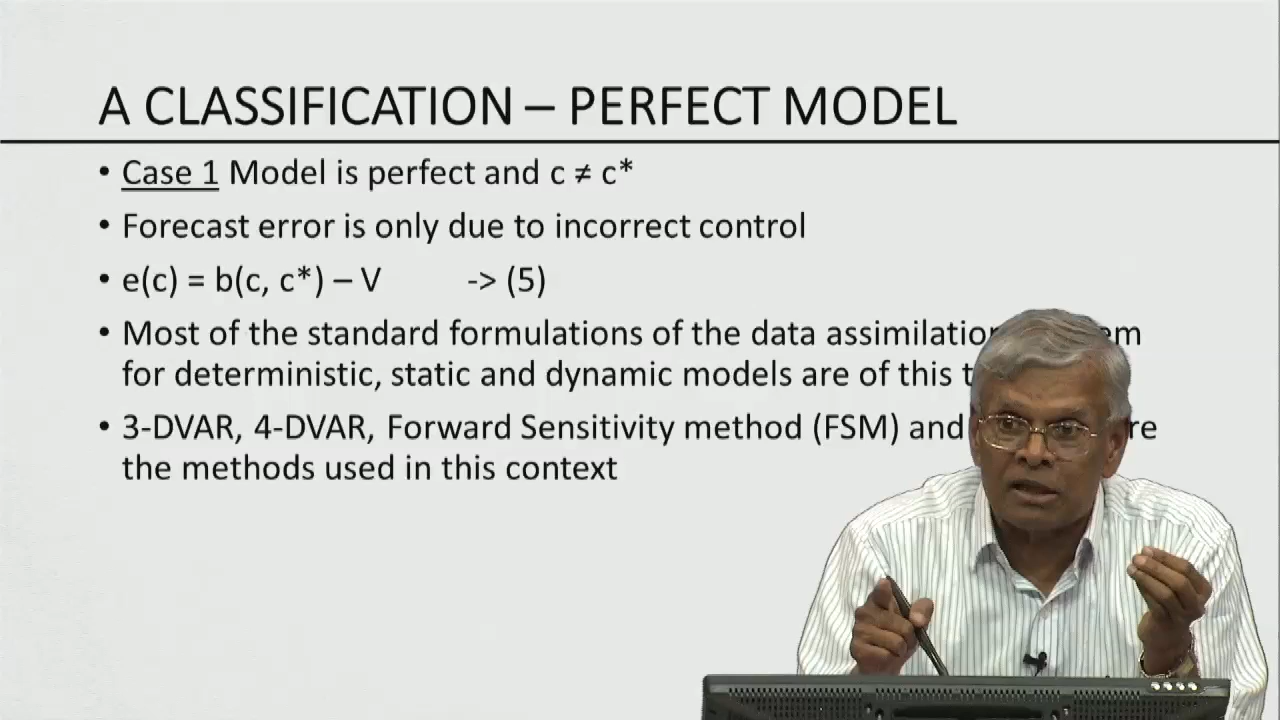 A CLASSIFICATION – PERFECT MODEL
• Case 1 Model is perfect and c ≠ c*
• Forecast error is only due to incorrect control
• e(c) = b(c, c*) – V -> (5)
• Most of the standard formulations of the data
for deterministic, static and dynamic models are of this
• 3-DVAR, 4-DVAR, Forward Sensitivity method (FSM) and
the methods used in this context